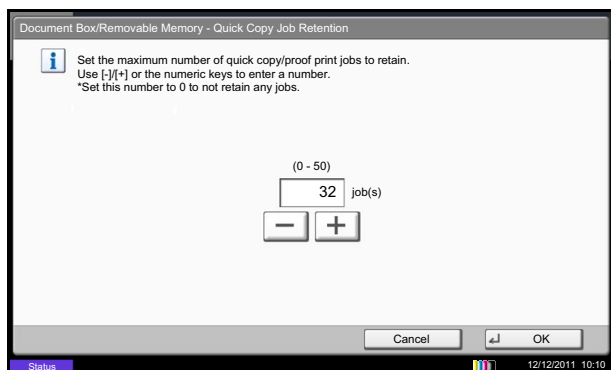 Document Box/Removable Memory - Quick Copy Job Retention
Set the maximum number of quick copy/proof print jobs to retain.
Use [-]/[+] or the numeric keys to enter a number.
*Set this number to 0 to not retain any jobs.
(0 - 50)
32 job(s)
Cancel OK
Status 12/12/2011 10:10